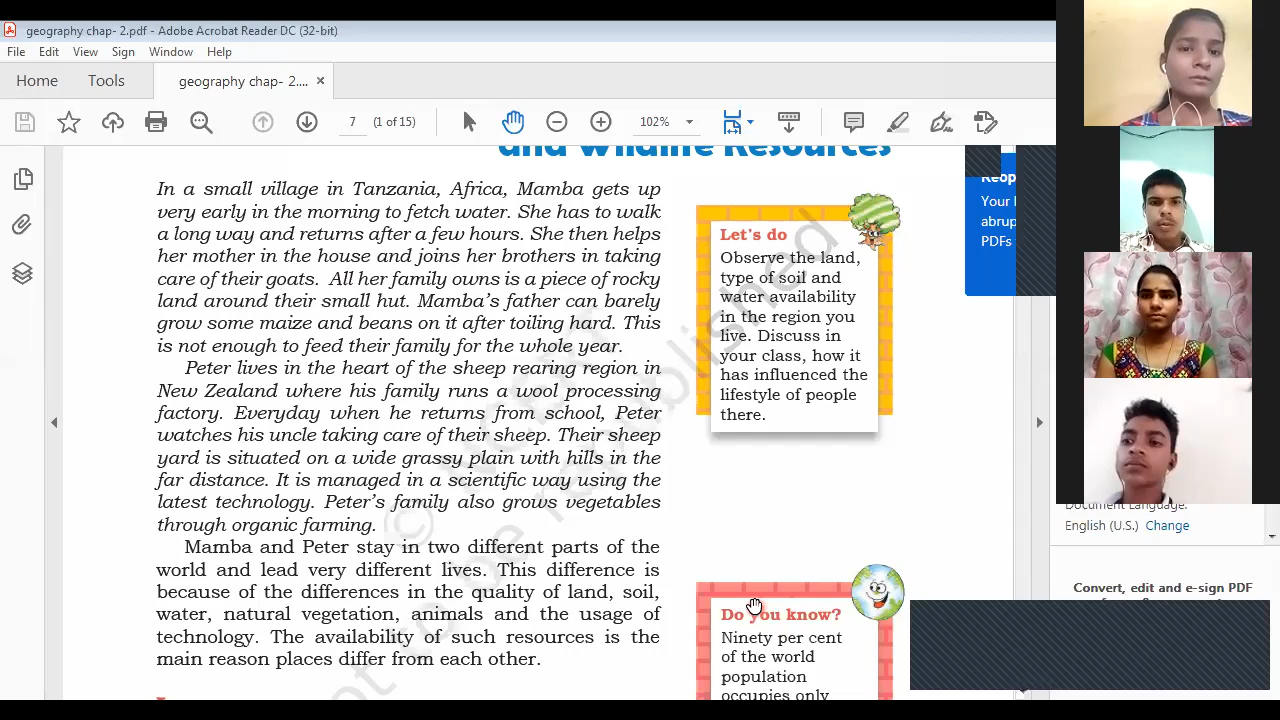 geography chap- 2.pdf - Adobe Acrobat Reader DC (32-bit)
File Edit View Sign Window Help
Home Tools geography chap- 2.... ×
7 (1 of 15) 102%
and Wildlife Resources
In a small village in Tanzania, Africa, Mamba gets up
very early in the morning to fetch water. She has to walk
a long way and returns after a few hours. She then helps
her mother in the house and joins her brothers in taking
care of their goats. All her family owns is a piece of rocky
land around their small hut. Mamba's father can barely
grow some maize and beans on it after toiling hard. This
is not enough to feed their family for the whole year.
Peter lives in the heart of the sheep rearing region in
New Zealand where his family runs a wool processing
factory. Everyday when he returns from school, Peter
watches his uncle taking care of their sheep. Their sheep
yard is situated on a wide grassy plain with hills in the
far distance. It is managed in a scientific way using the
latest technology. Peter's family also grows vegetables
through organic farming.
Mamba and Peter stay in two different parts of the
world and lead very different lives. This difference is
because of the differences in the quality of land, soil,
water, natural vegetation, animals and the usage of
technology. The availability of such resources is the
main reason places differ from each other.
Let's do
Observe the land,
type of soil and
water availability
in the region you
live. Discuss in
your class, how it
has influenced the
lifestyle of people
there.
Do you know?
Ninety per cent
of the world
population
occupies only
© NCERT
not to be republished
Your
abrup
PDFs
Document Language:
English (U.S.) Change
Convert, edit and e-sign PDF